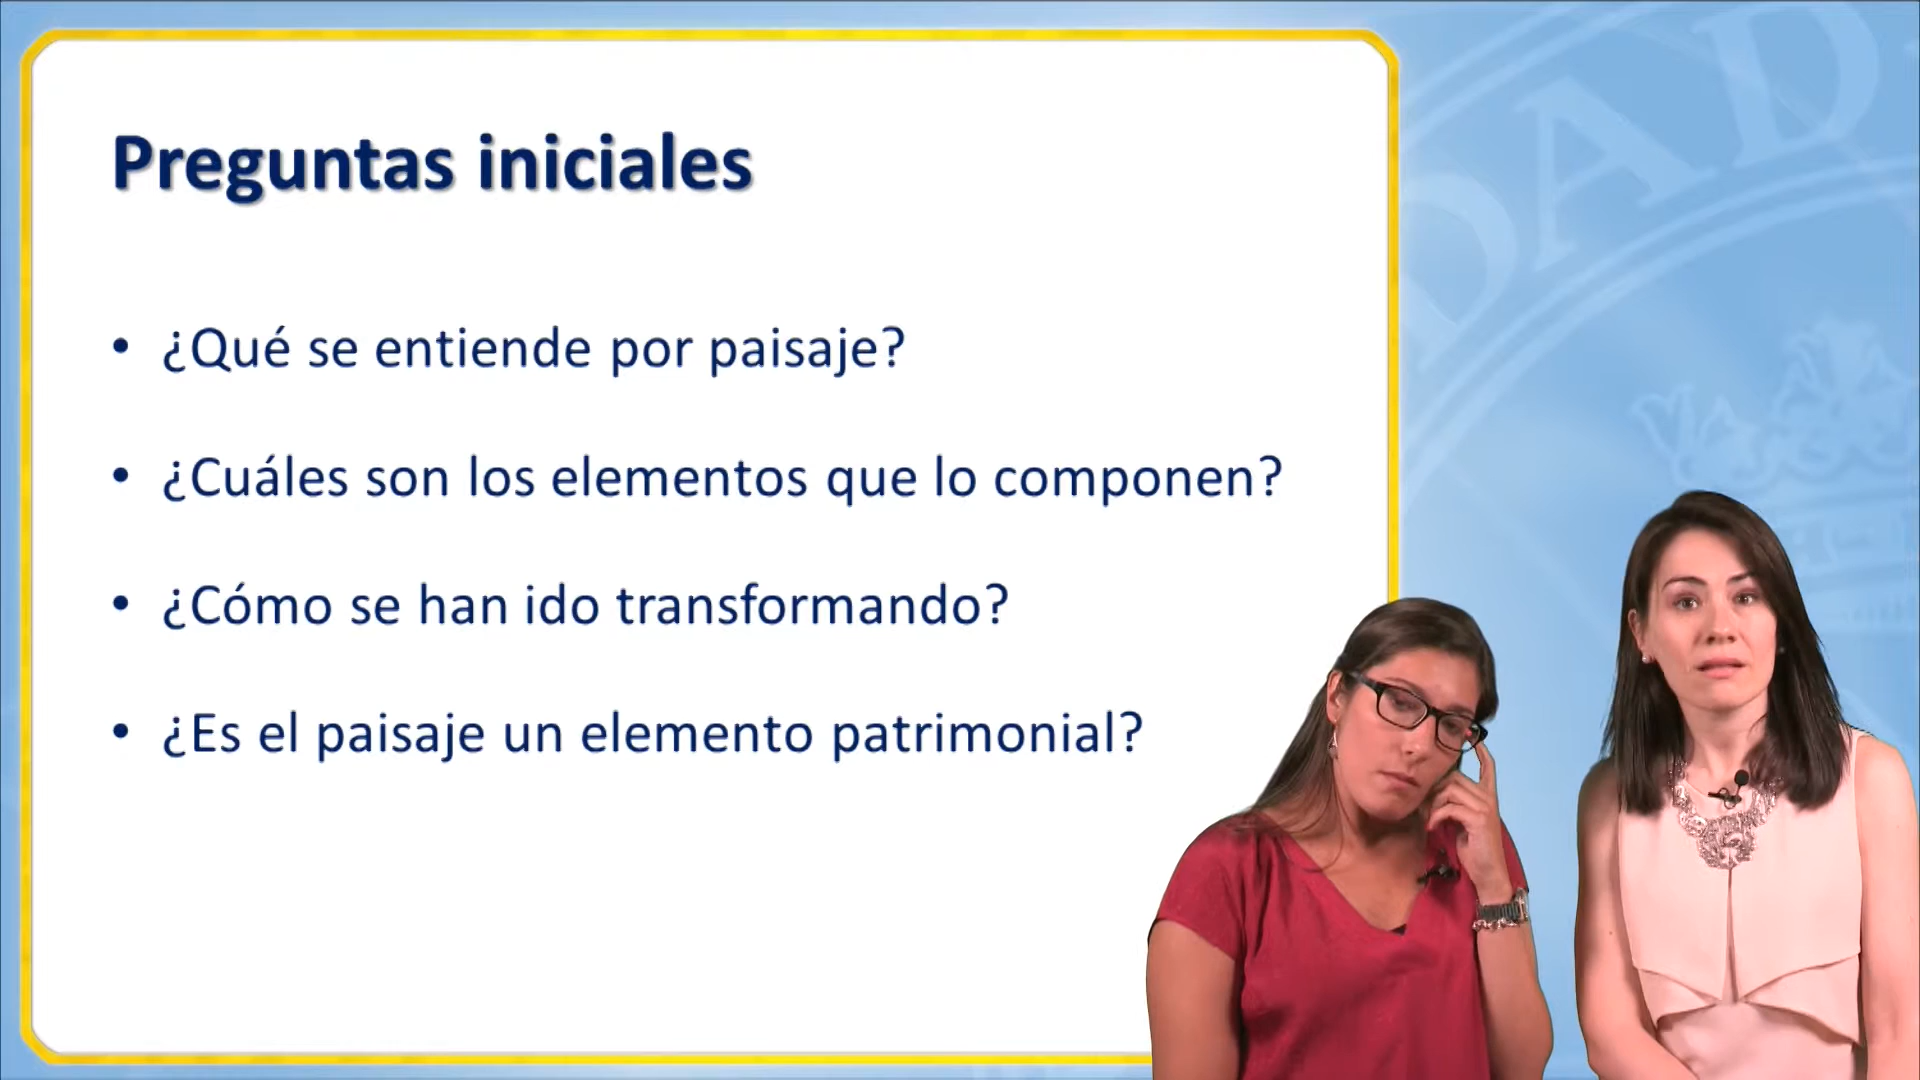 Preguntas iniciales
• ¿Qué se entiende por paisaje?
• ¿Cuáles son los elementos que lo componen?
• ¿Cómo se han ido transformando?
• ¿Es el paisaje un elemento patrimonial?
DAD